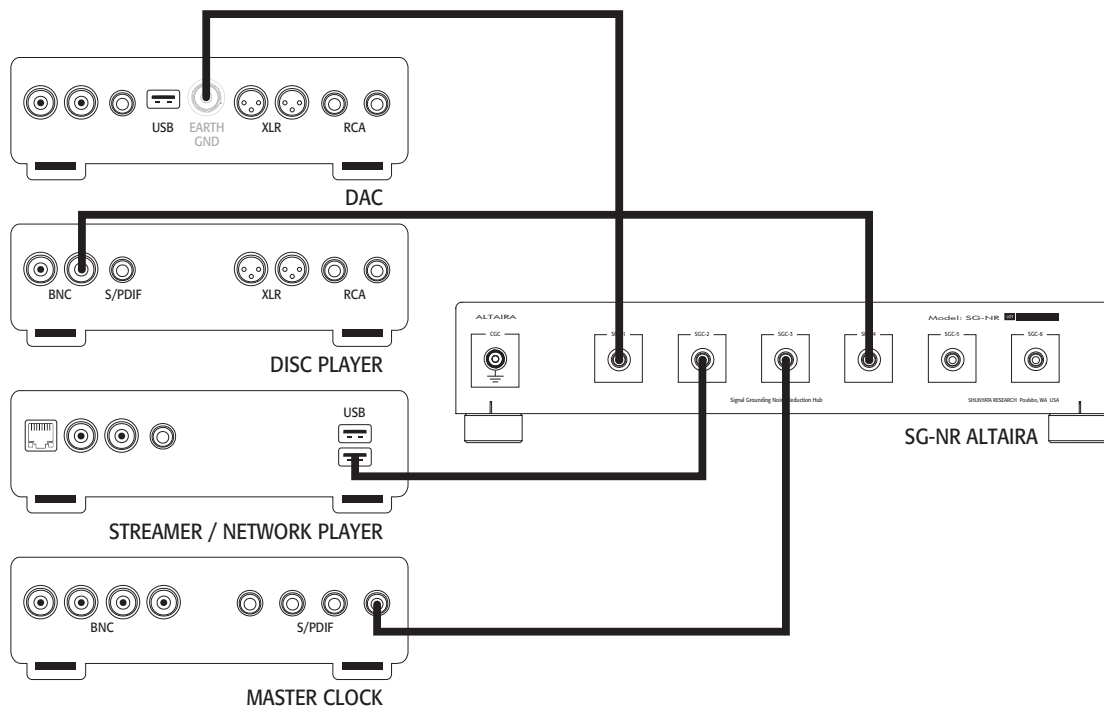 USB
EARTH
GND
XLR
RCA
DAC
BNC
S/PDIF
XLR
RCA
DISC PLAYER
ALTAIRA
Model: SG-NR
CGC
SGC-2
SGC-3
SGC-5
SGC-6
Signal Grounding Noise Reduction Hub
SHUNYATA RESEARCH Poulsbo, WA USA
SG-NR ALTAIRA
USB
STREAMER / NETWORK PLAYER
BNC
S/PDIF
MASTER CLOCK